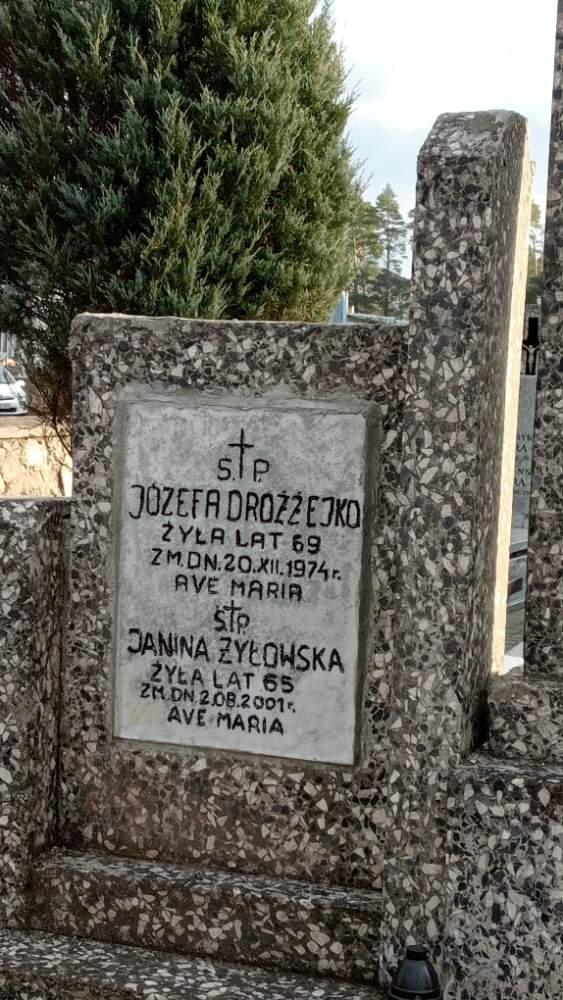 Ś.P.
JÓZEFA DROŻŻEJKO
ŻYŁA LAT 69
ZM.DN.20.XII.1974r.
AVE MARIA
Ś.P.
JANINA ŻYŁOWSKA
ŻYŁA LAT 65
ZM.DN.2.08.2001r.
AVE MARIA